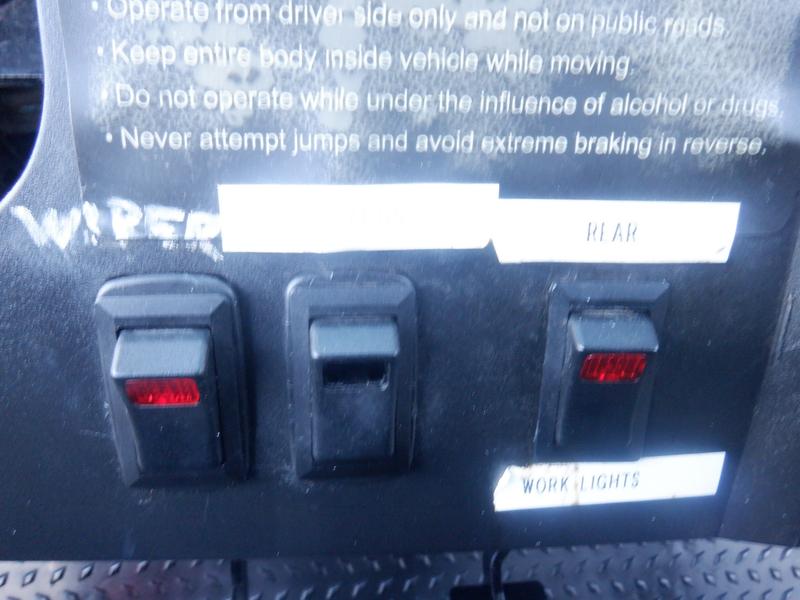 • Operate from driver side only and not on public roads.
• Keep entire body inside vehicle while moving.
• Do not operate while under the influence of alcohol or drugs.
• Never attempt jumps and avoid extreme braking in reverse.
WIPER
REAR
WORK LIGHTS